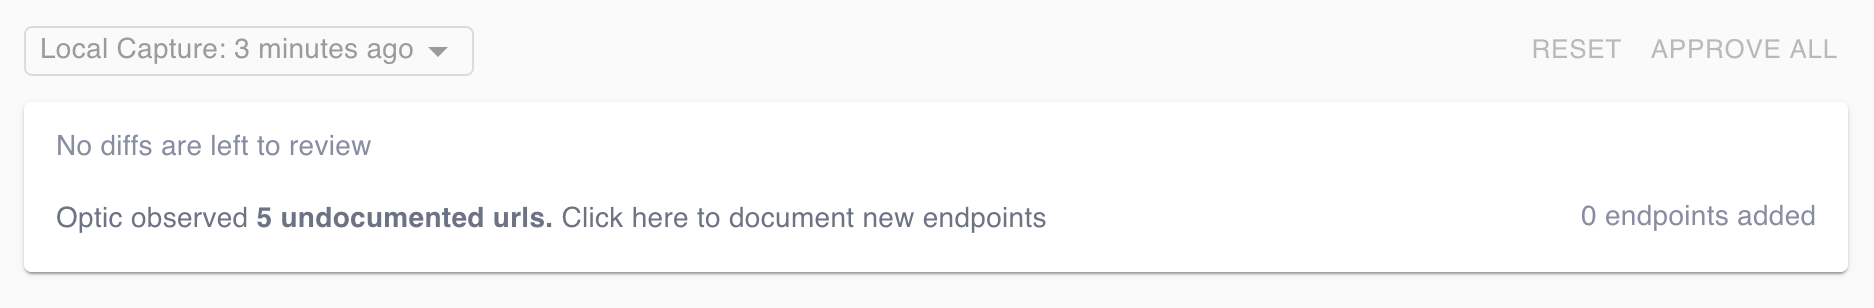 Local Capture: 3 minutes ago
RESET
APPROVE ALL
No diffs are left to review
Optic observed 5 undocumented urls. Click here to document new endpoints
0 endpoints added